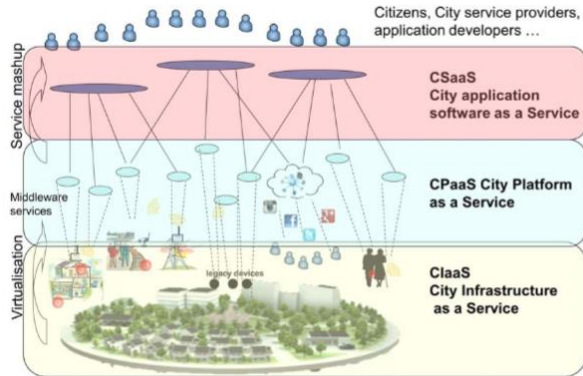 Citizens, City service providers,
application developers ...
Service mashup
CSaaS
City application
software as a Service
Middleware
services
CPaaS City Platform
as a Service
Virtualisation
legacy devices
CIaaS
City Infrastructure
as a Service